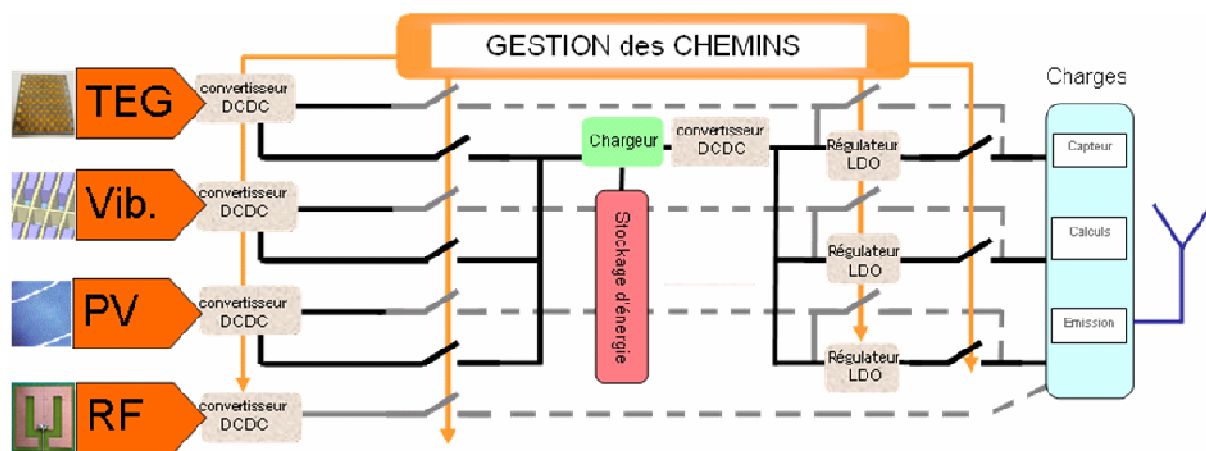 GESTION des CHEMINS
Charges
TEG
convertisseur
DCDC
Chargeur
convertisseur
DCDC
Régulateur
LDO
Capteur
Vib.
convertisseur
DCDC
Stockage d'énergie
Régulateur
LDO
Calculs
PV
convertisseur
DCDC
Régulateur
LDO
Emission
RF
convertisseur
DCDC